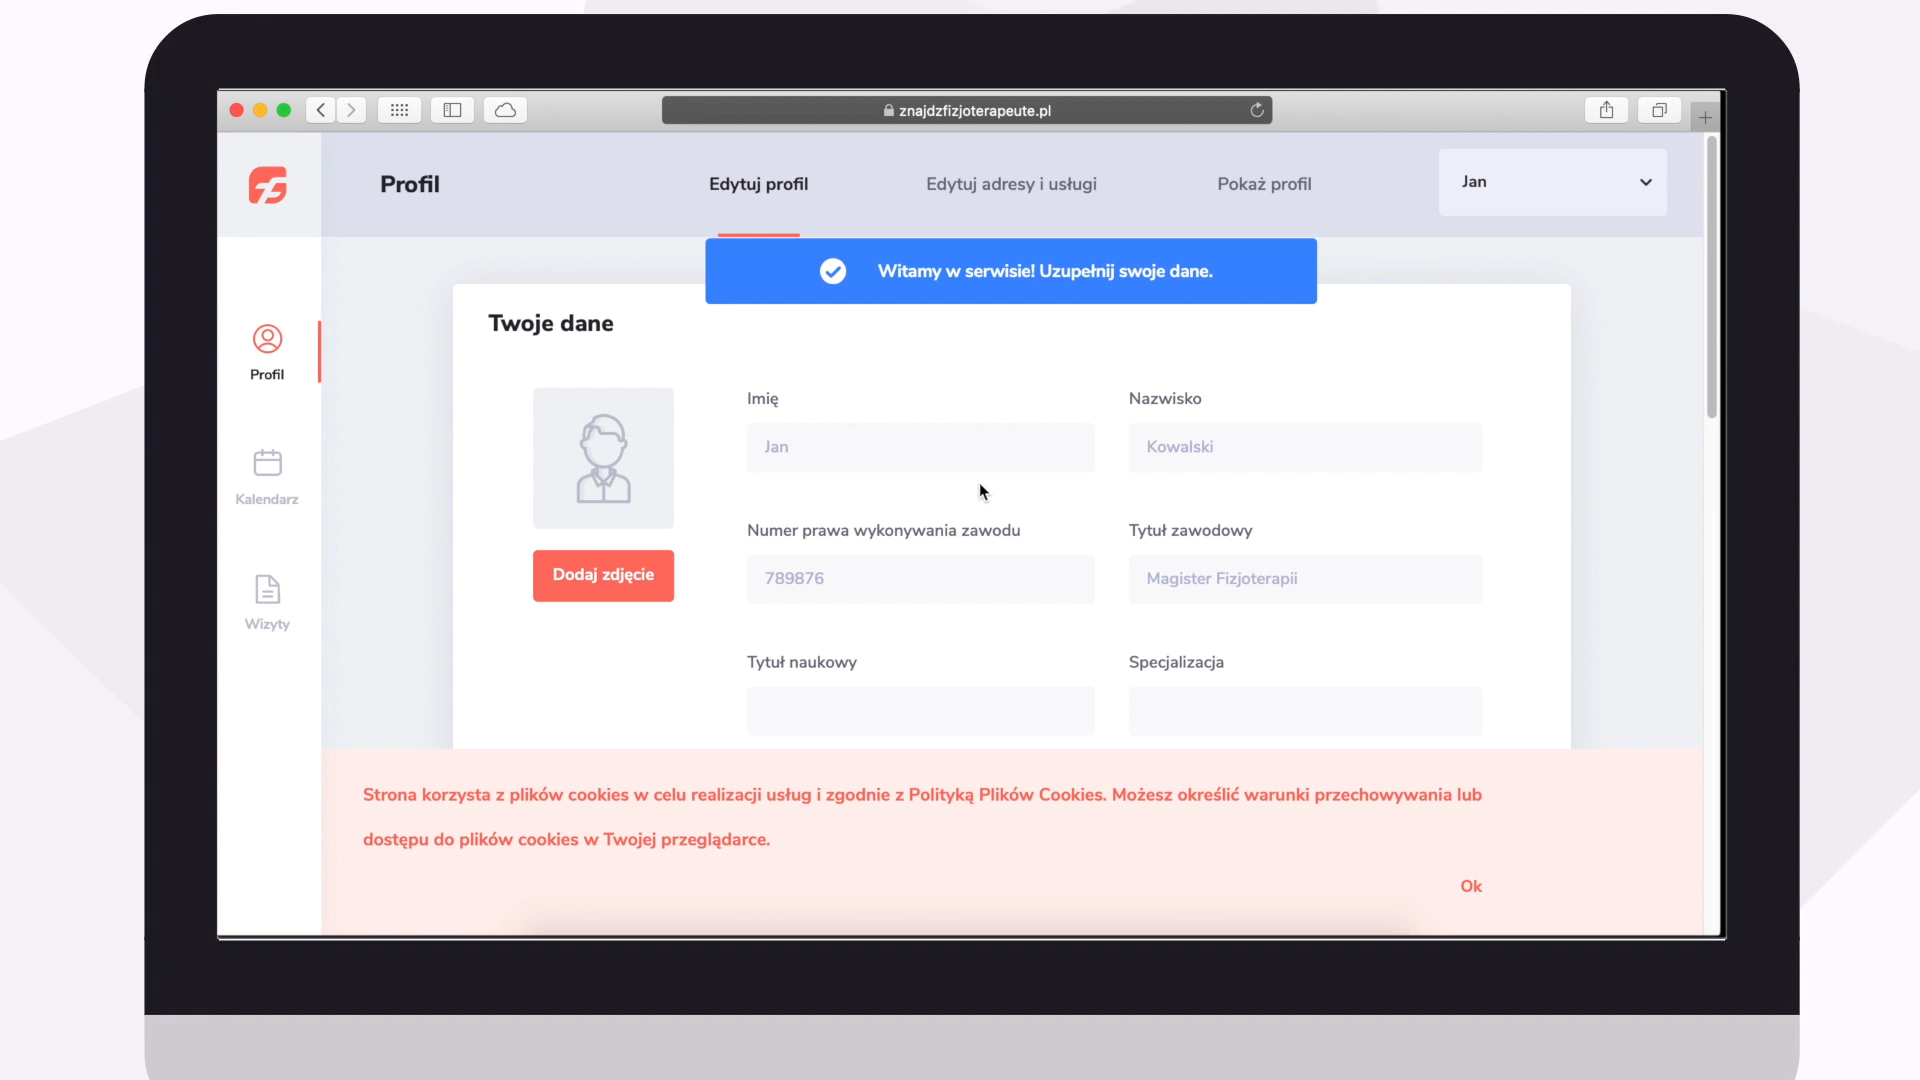 znajdzfizjoterapeute.pl
Profil
Edytuj profil
Edytuj adresy i usługi
Pokaż profil
Jan
Witamy w serwisie! Uzupełnij swoje dane.
Twoje dane
Profil
Kalendarz
Wizyty
Dodaj zdjęcie
Imię
Nazwisko
Jan
Kowalski
Numer prawa wykonywania zawodu
Tytuł zawodowy
789876
Magister Fizjoterapii
Tytuł naukowy
Specjalizacja
Strona korzysta z plików cookies w celu realizacji usług i zgodnie z Polityką Plików Cookies. Możesz określić warunki przechowywania lub
dostępu do plików cookies w Twojej przeglądarce.
Ok